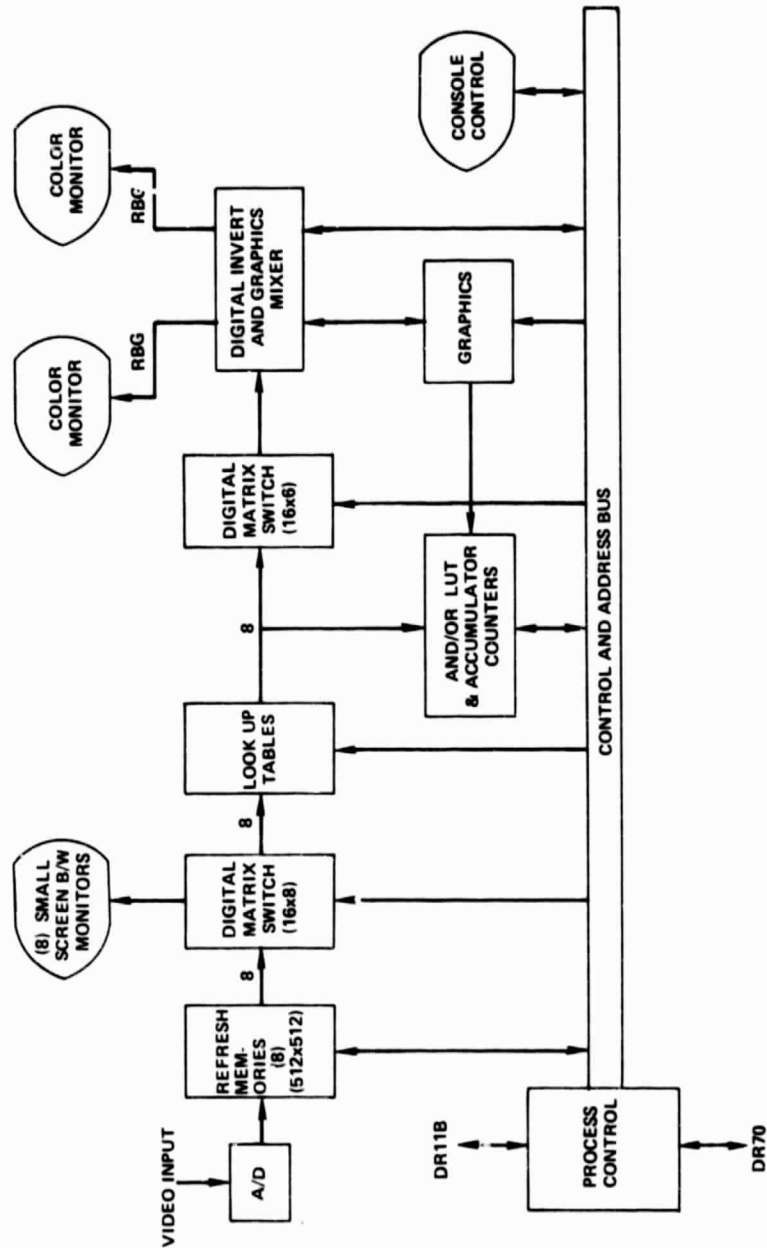 VIDEO INPUT
A/D
REFRESH
MEM-
ORIES
(8)
(512x512)
8
DIGITAL
MATRIX
SWITCH
(16x8)
(8) SMALL
SCREEN B/W
MONITORS
8
LOOK UP
TABLES
8
DIGITAL
MATRIX
SWITCH
(16x6)
DIGITAL INVERT
AND GRAPHICS
MIXER
RBG
COLOR
MONITOR
RBG
COLOR
MONITOR
AND/OR LUT
& ACCUMULATOR
COUNTERS
GRAPHICS
CONSOLE
CONTROL
CONTROL AND ADDRESS BUS
DR11B
PROCESS
CONTROL
DR70